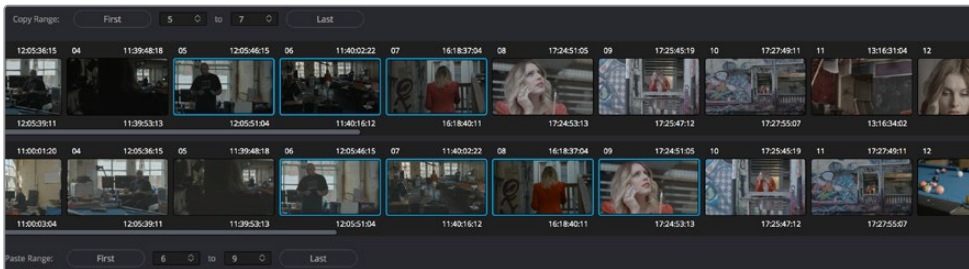 Copy Range: First 5 to 7 Last
12:05:36:15 04 11:39:48:18 05 12:05:46:15 06 11:40:02:22 07 16:18:37:04 08 17:24:51:05 09 17:25:45:19 10 17:27:49:11 11 13:16:31:04 12
12:05:39:11 11:39:53:13 12:05:51:04 11:40:16:12 16:18:40:11 17:24:53:13 17:25:47:12 17:27:55:07 13:16:34:02
11:00:01:20 04 12:05:36:15 05 11:39:48:18 06 12:05:46:15 07 11:40:02:22 08 16:18:37:04 09 17:24:51:05 10 17:25:45:19 11 17:27:49:11 12
11:00:03:04 12:05:39:11 11:39:53:13 12:05:51:04 11:40:16:12 16:18:40:11 17:24:53:13 17:25:47:12 17:27:55:07
Paste Range: First 6 to 9 Last